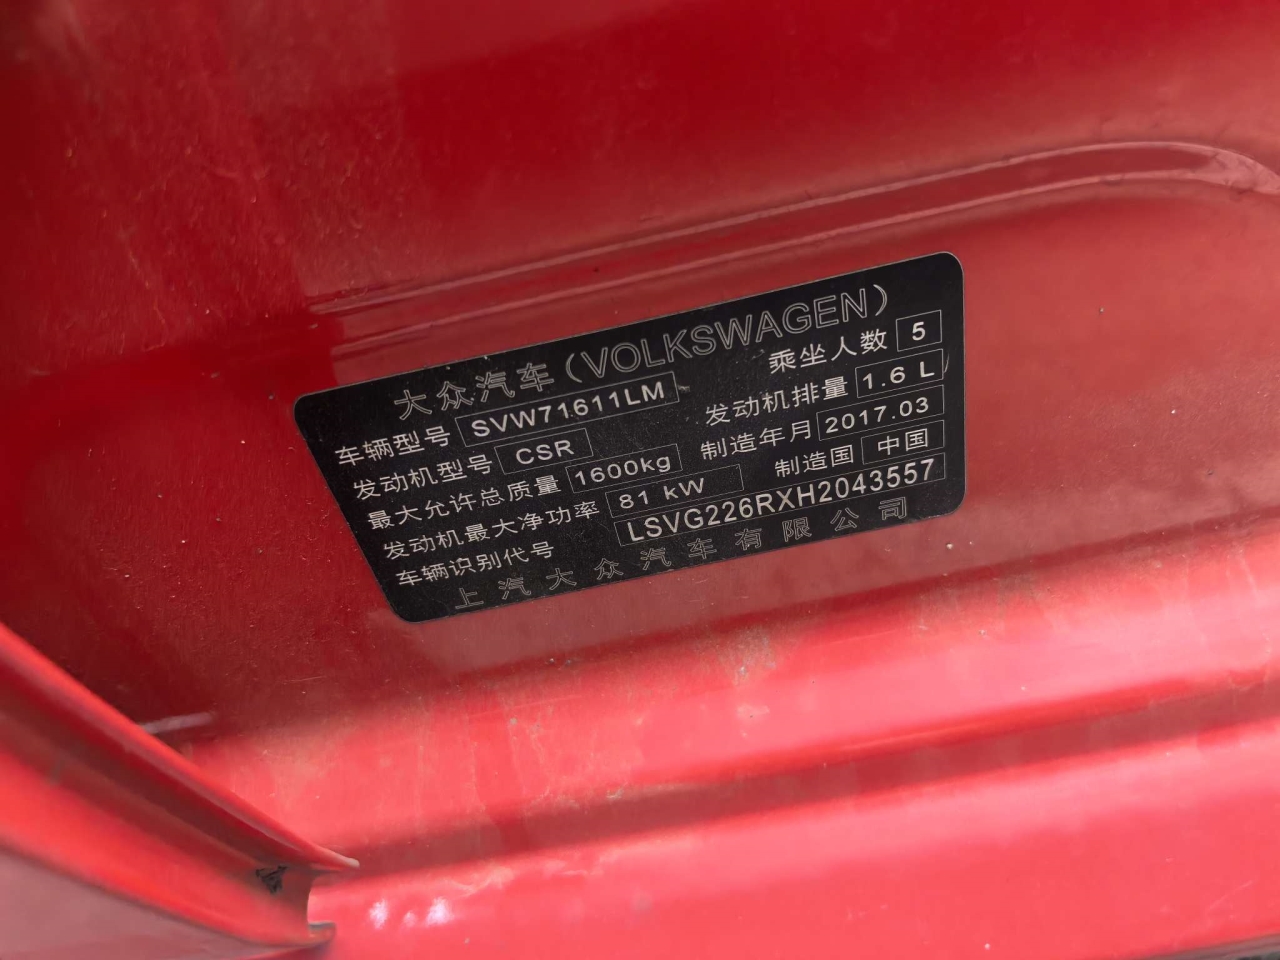 大众汽车(VOLKSWAGEN)
车辆型号 SVW71611LM 乘坐人数 5
发动机型号 CSR 发动机排量 1.6 L
最大允许总质量 1600kg 制造年月 2017.03
发动机最大净功率 81 kW 制造国 中国
车辆识别代号 LSVG226RXH2043557
上汽大众汽车有限公司